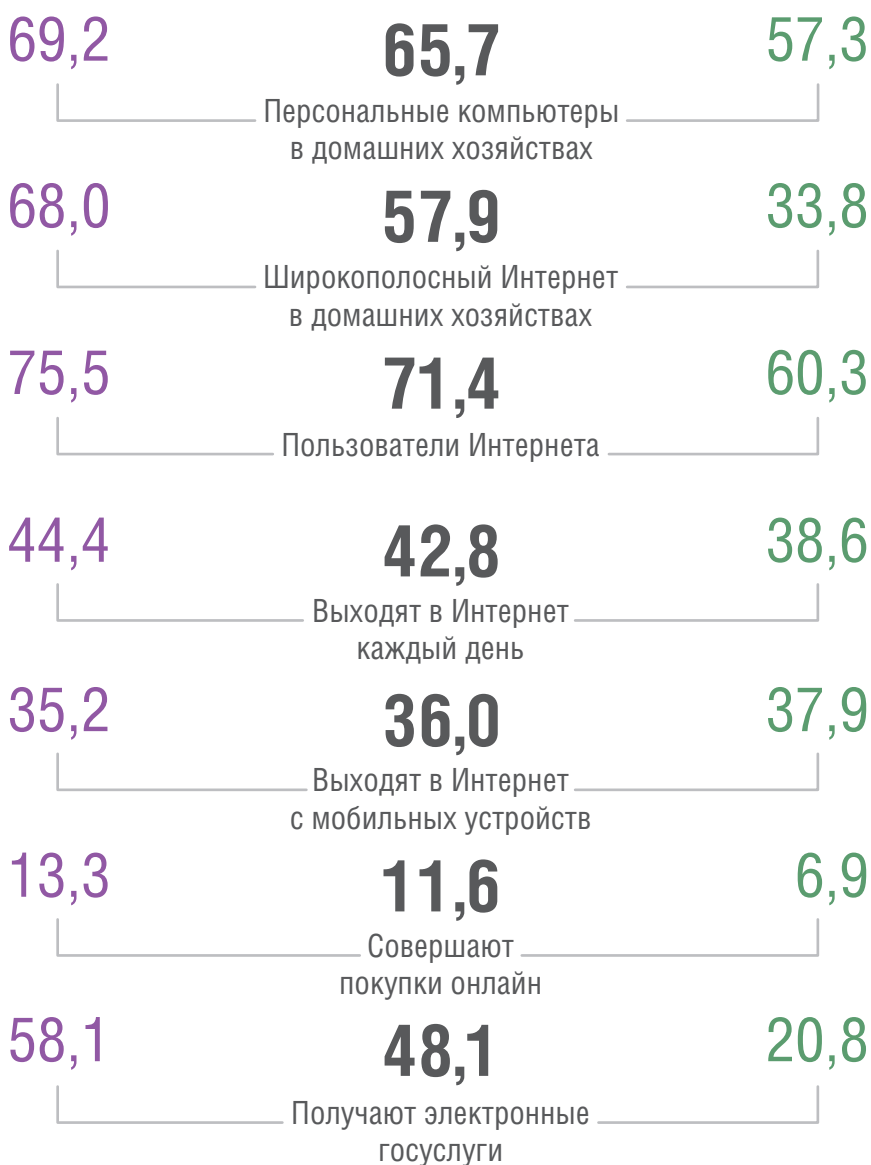 69,2 65,7 57,3
Персональные компьютеры
в домашних хозяйствах
68,0 57,9 33,8
Широкополосный Интернет
в домашних хозяйствах
75,5 71,4 60,3
Пользователи Интернета
44,4 42,8 38,6
Выходят в Интернет
каждый день
35,2 36,0 37,9
Выходят в Интернет
с мобильных устройств
13,3 11,6 6,9
Совершают
покупки онлайн
58,1 48,1 20,8
Получают электронные
госуслуги